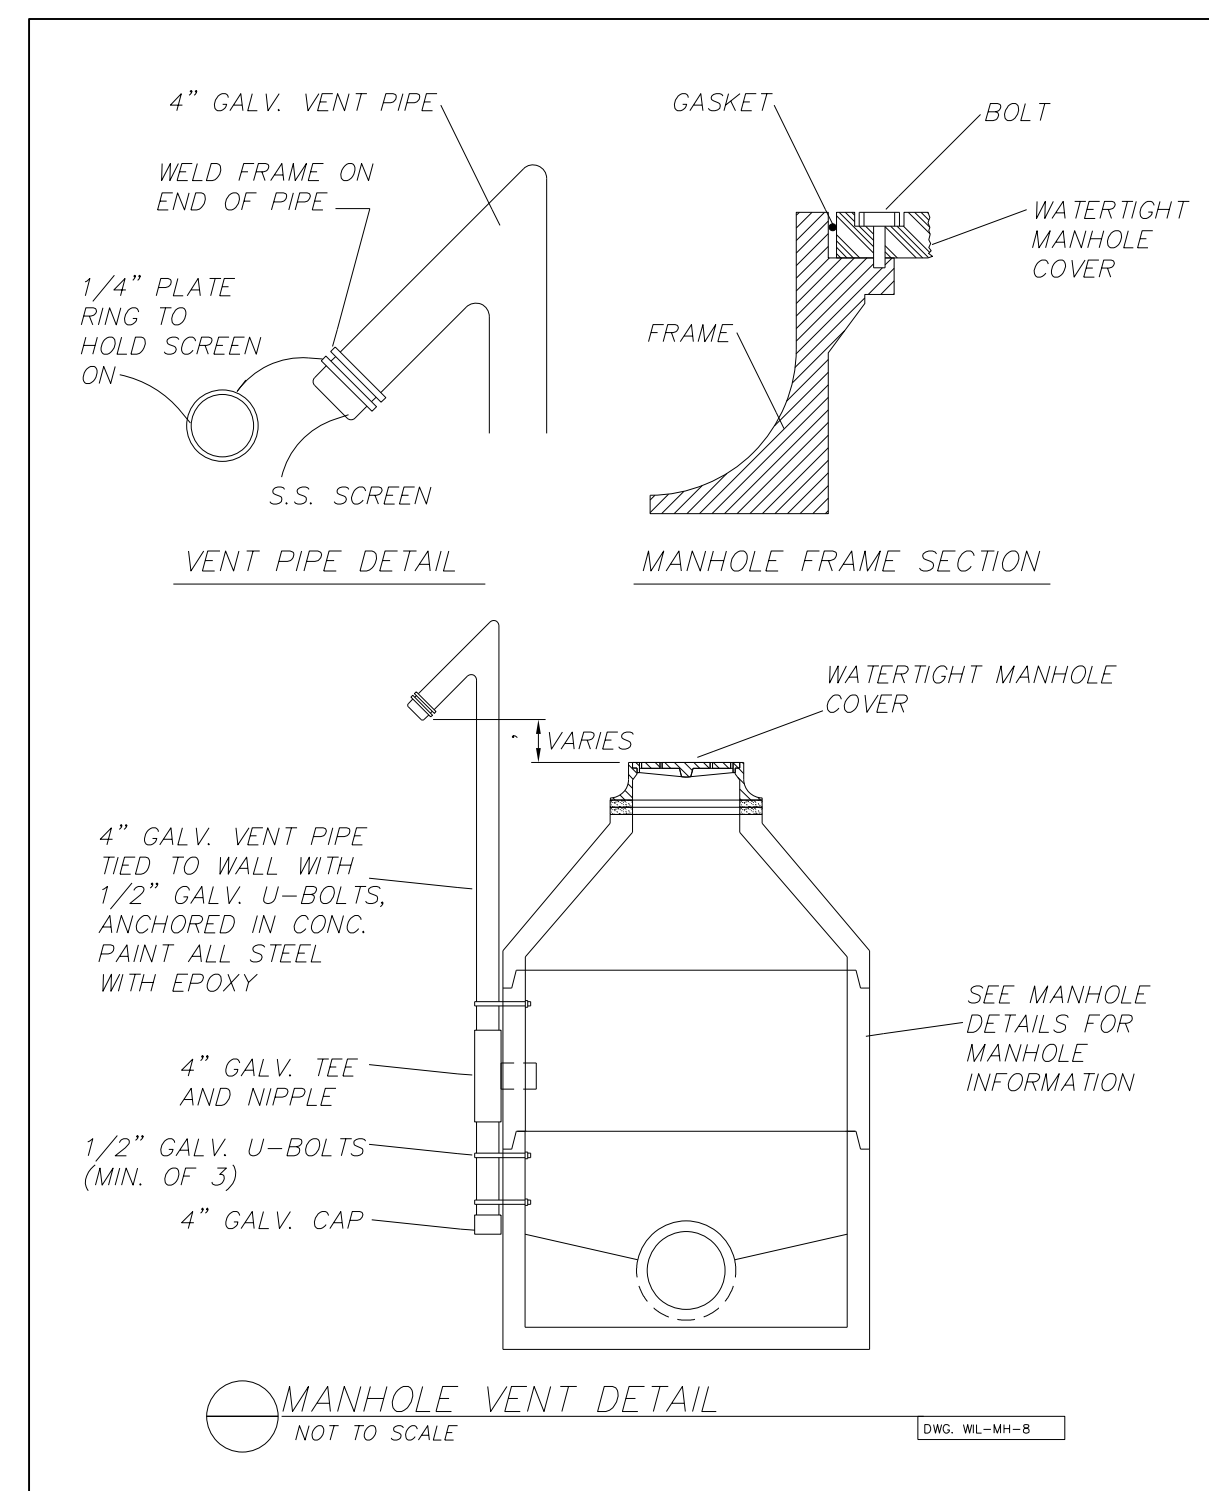 4" GALV. VENT PIPE
WELD FRAME ON
END OF PIPE
1/4" PLATE
RING TO
HOLD SCREEN
ON
S.S. SCREEN
VENT PIPE DETAIL
GASKET
BOLT
WATERTIGHT
MANHOLE
COVER
FRAME
MANHOLE FRAME SECTION
WATERTIGHT MANHOLE
COVER
VARIES
4" GALV. VENT PIPE
TIED TO WALL WITH
1/2" GALV. U-BOLTS,
ANCHORED IN CONC.
PAINT ALL STEEL
WITH EPOXY
SEE MANHOLE
DETAILS FOR
MANHOLE
INFORMATION
4" GALV. TEE
AND NIPPLE
1/2" GALV. U-BOLTS
(MIN. OF 3)
4" GALV. CAP
MANHOLE VENT DETAIL
NOT TO SCALE
DWG. WIL-MH-8